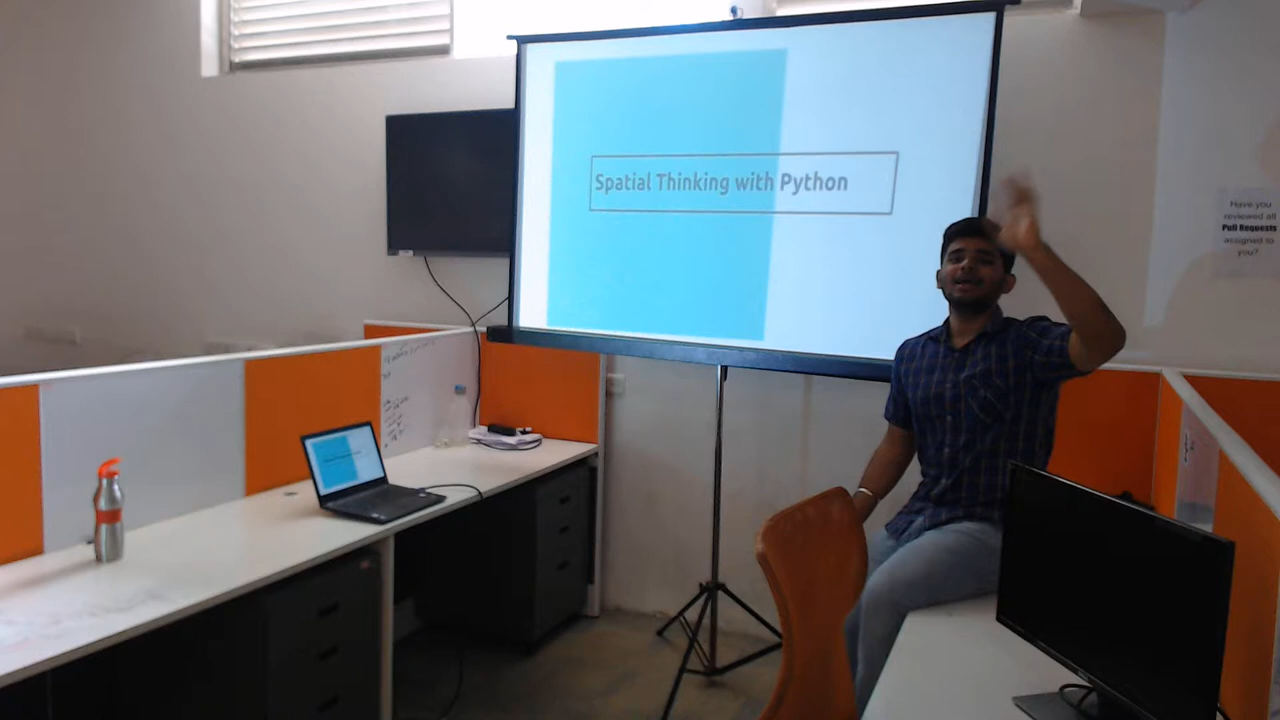 Spatial Thinking with Python
Have you
reviewed all
Pull Requests
assigned to
you?